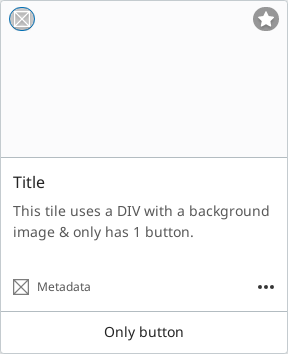 Title
This tile uses a DIV with a background
image & only has 1 button.
Metadata
Only button